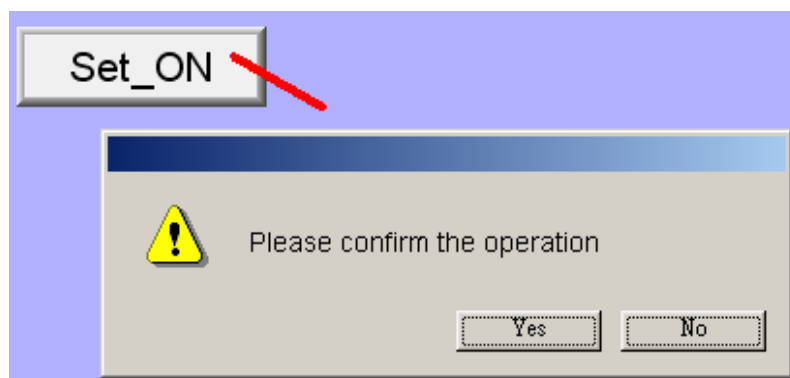 Set_ON
Please confirm the operation
Yes
No